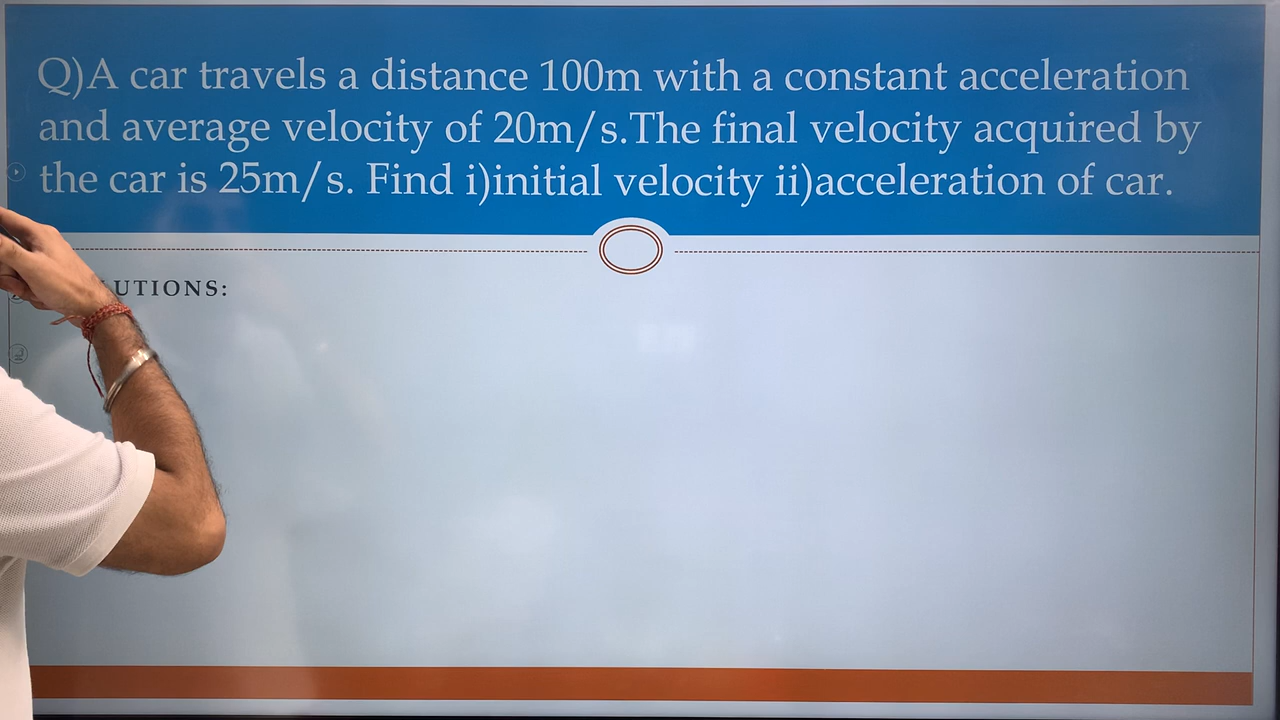 Q)A car travels a distance 100m with a constant acceleration
and average velocity of 20m/s.The final velocity acquired by
the car is 25m/s. Find i)initial velocity ii)acceleration of car.
UTIONS: